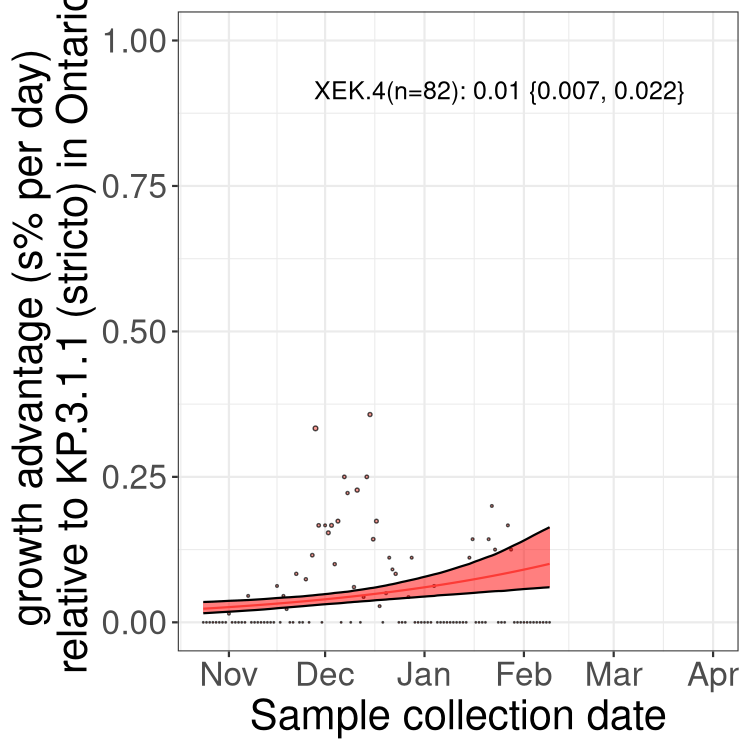 growth advantage (s% per day)
relative to KP.3.1.1 (stricto) in Ontario
1.00
0.75
0.50
0.25
0.00
XEK.4(n=82): 0.01 {0.007, 0.022}
Nov Dec Jan Feb Mar Apr
Sample collection date